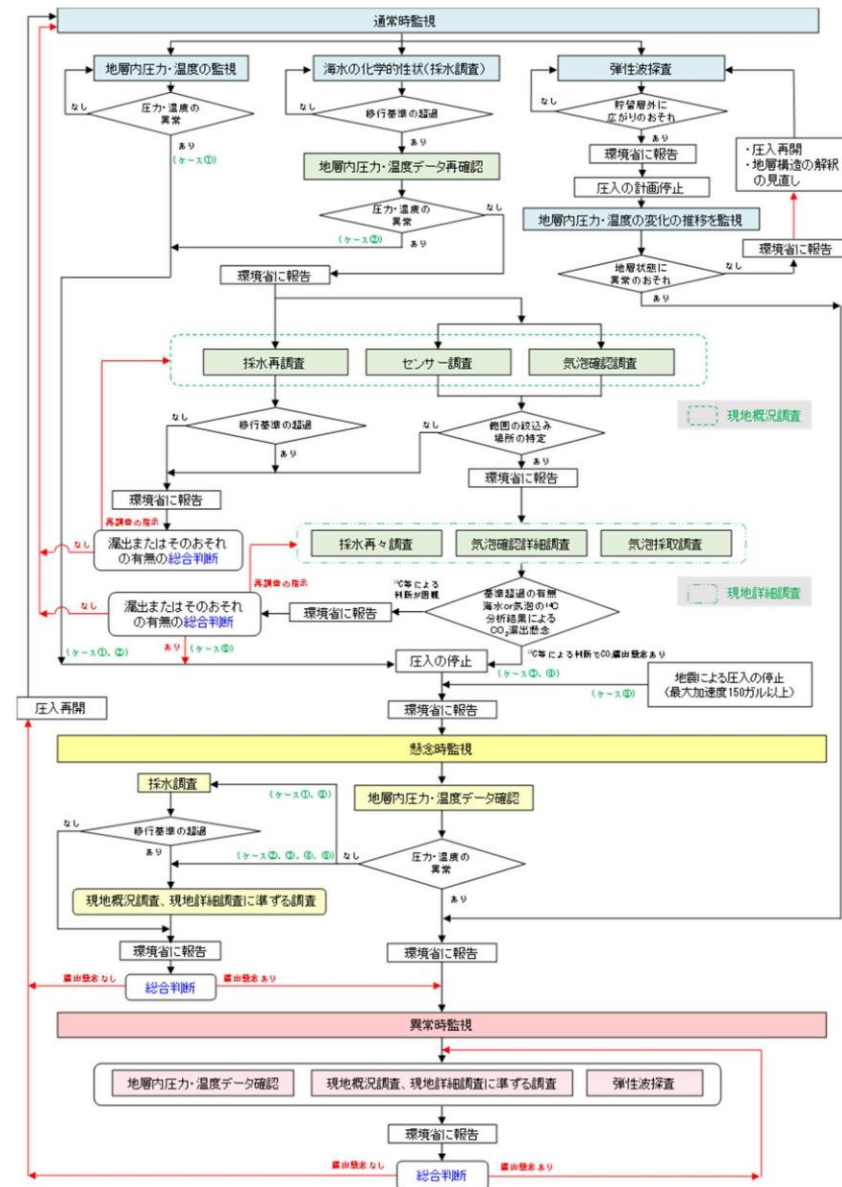 通常時監視
地層内圧力・温度の監視
海水の化学的性状(採水調査)
弾性波探査
なし
圧力・温度の
異常
あり
(ケース①)
なし
移行基準の超過
あり
なし
貯留層外に
広がりのおそれ
あり
環境省に報告
圧入の計画停止
・圧入再開
・地層構造の解釈
の見直し
地層内圧力・温度データ再確認
圧力・温度の
異常
なし
(ケース②)
あり
地層内圧力・温度の変化の推移を監視
地層状態に
異常のおそれ
なし
環境省に報告
あり
環境省に報告
採水再調査
センサー調査
気泡確認調査
現地概況調査
なし
移行基準の超過
あり
なし
範囲の絞込み
場所の特定
あり
環境省に報告
環境省に報告
再調査の指示
なし
漏出またはそのおそれ
の有無の総合判断
採水再々調査
気泡確認詳細調査
気泡採取調査
現地詳細調査
再調査の指示
なし
漏出またはそのおそれ
の有無の総合判断
環境省に報告
¹⁴C等による
判断が困難
基準超過の有無
海水or気泡の¹⁴C
分析結果による
CO₂漏出懸念
あり
(ケース①、②)
圧入の停止
¹⁴C等による判断でCO₂漏出懸念あり
地震による圧入の停止
(最大加速度150ガル以上)
環境省に報告
圧入再開
懸念時監視
採水調査
地層内圧力・温度データ確認
なし
移行基準の超過
あり
なし
圧力・温度の
異常
あり
現地概況調査、現地詳細調査に準ずる調査
環境省に報告
環境省に報告
漏出懸念なし
総合判断
漏出懸念あり
異常時監視
地層内圧力・温度データ確認
現地概況調査、現地詳細調査に準ずる調査
弾性波探査
環境省に報告
漏出懸念なし
総合判断
漏出懸念あり